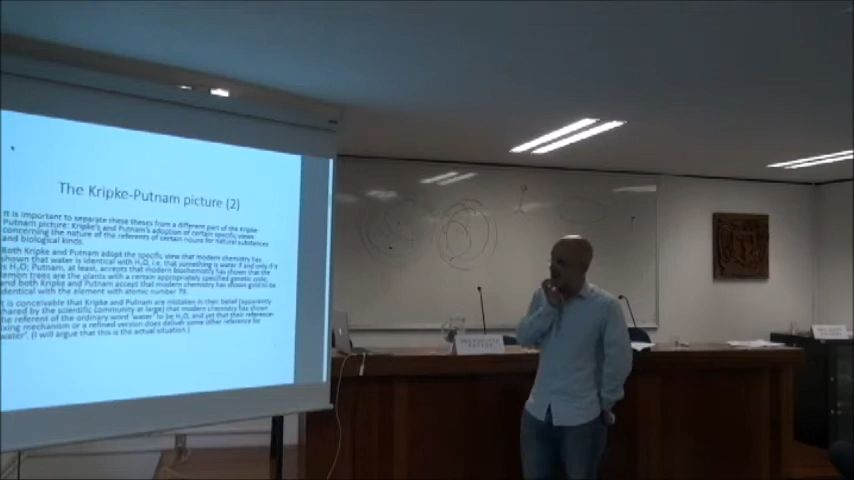 The Kripke-Putnam picture (2)
It is important to separate these theses from a different part of the Kripke-
Putnam picture: Kripke's and Putnam's adoption of certain specific views
concerning the nature of the referents of certain nouns for natural substances
and biological kinds.
Both Kripke and Putnam adopt the specific view that modern chemistry has
shown that water is identical with H₂O, i.e. that something is water if and only if it
is H₂O; Putnam, at least, accepts that modern biochemistry has shown that the
lemon trees are the plants with a certain appropriately specified genetic code;
and both Kripke and Putnam accept that modern chemistry has shown gold to be
identical with the element with atomic number 79.
It is conceivable that Kripke and Putnam are mistaken in their belief (apparently
shared by the scientific community at large) that modern chemistry has shown
the referent of the ordinary word 'water' to be H₂O, and yet that their reference-
fixing mechanism or a refined version does deliver some other reference for
'water'. (I will argue that this is the actual situation.)